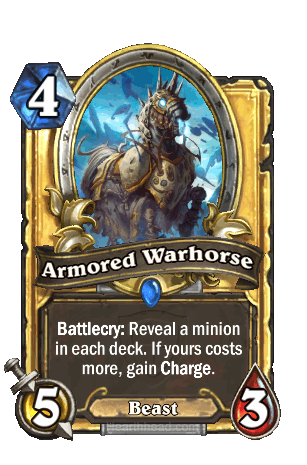 4
Armored Warhorse
Battlecry: Reveal a minion
in each deck. If yours costs
more, gain Charge.
5
Beast
3